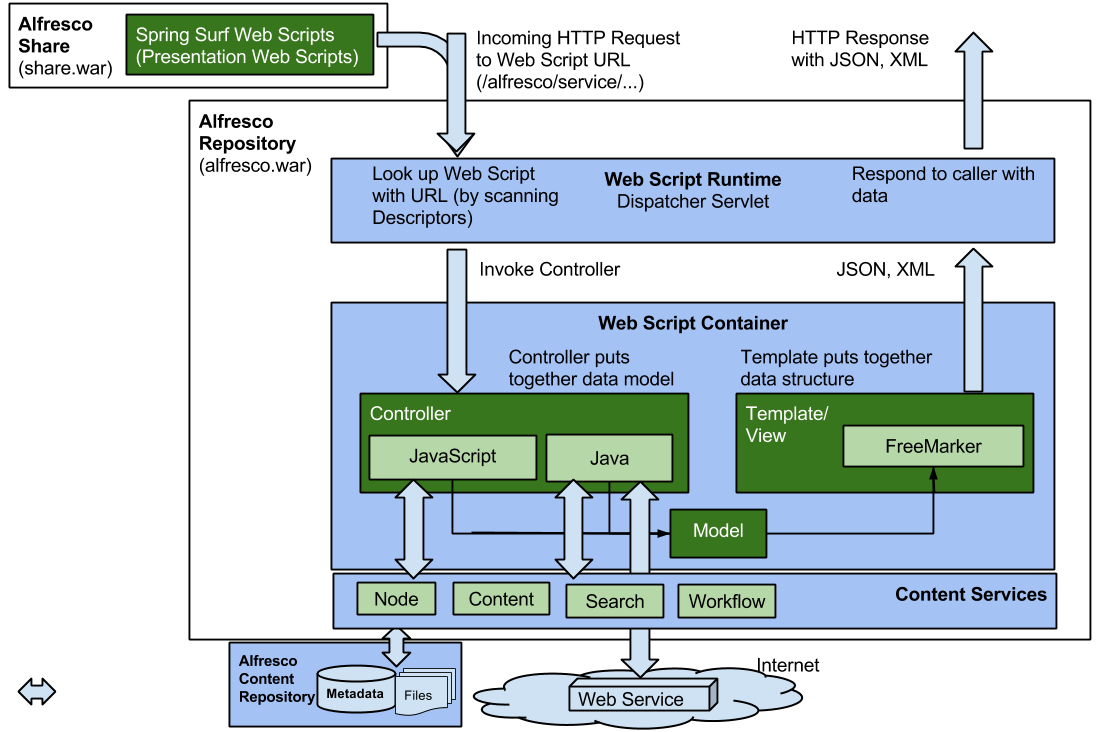 Alfresco
Share
(share.war)
Spring Surf Web Scripts
(Presentation Web Scripts)
Incoming HTTP Request
to Web Script URL
(/alfresco/service/...)
HTTP Response
with JSON, XML
Alfresco
Repository
(alfresco.war)
Look up Web Script
with URL (by scanning
Descriptors)
Web Script Runtime
Dispatcher Servlet
Respond to caller with
data
Invoke Controller
JSON, XML
Web Script Container
Controller puts
together data model
Template puts together
data structure
Controller
JavaScript
Java
Template/
View
FreeMarker
Model
Node
Content
Search
Workflow
Content Services
Alfresco
Content
Repository
Metadata
Files
Internet
Web Service